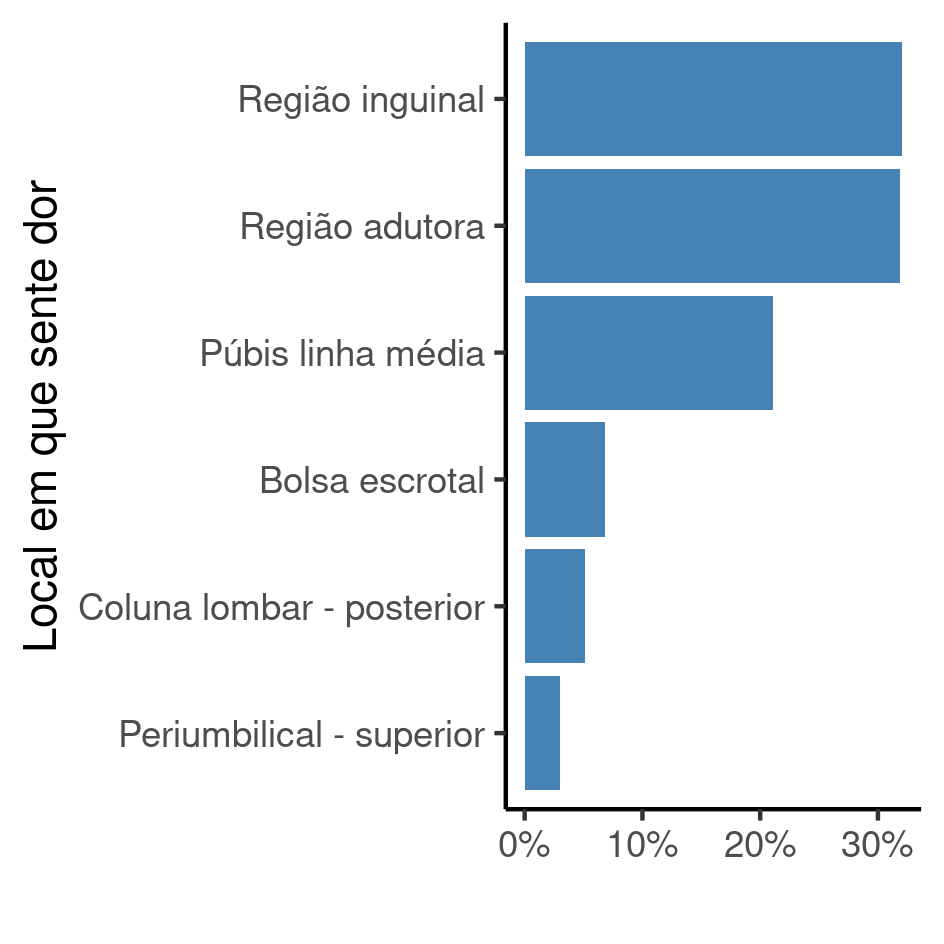 Local em que sente dor
Região inguinal
Região adutora
Púbis linha média
Bolsa escrotal
Coluna lombar - posterior
Periumbilical - superior
0% 10% 20% 30%